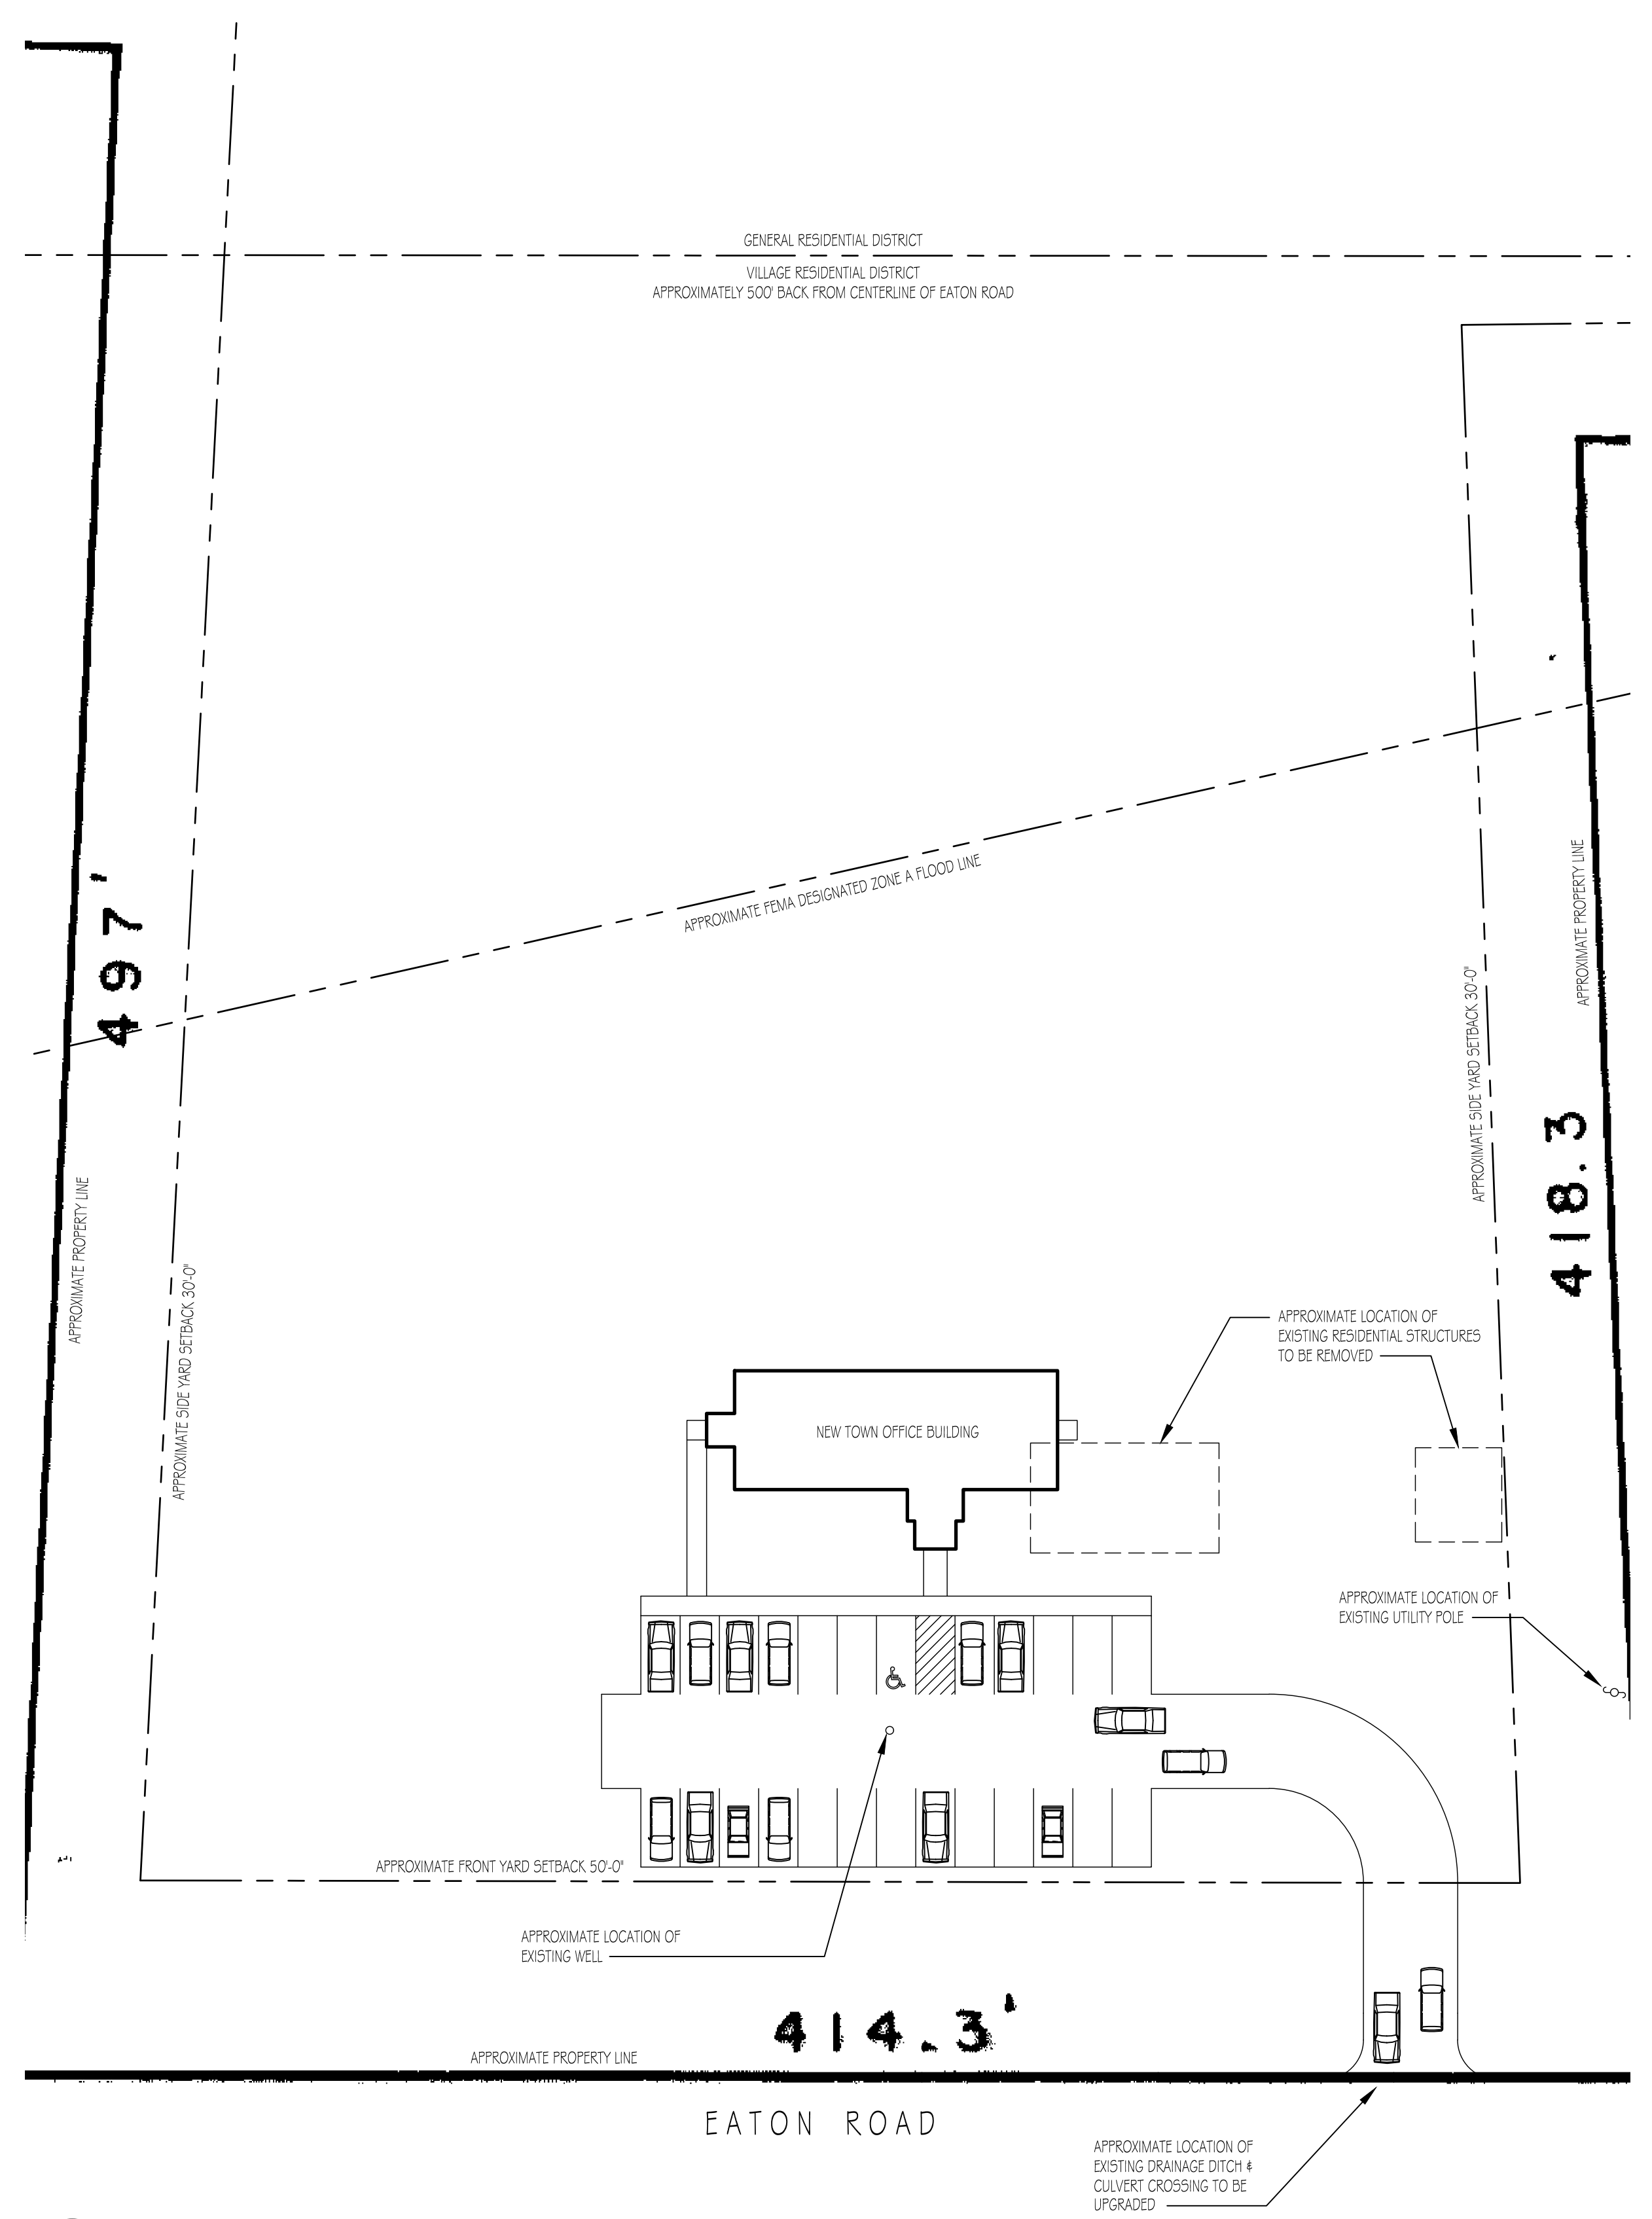 GENERAL RESIDENTIAL DISTRICT
VILLAGE RESIDENTIAL DISTRICT
APPROXIMATELY 500' BACK FROM CENTERLINE OF EATON ROAD
APPROXIMATE FEMA DESIGNATED ZONE A FLOOD LINE
497'
APPROXIMATE PROPERTY LINE
APPROXIMATE SIDE YARD SETBACK 30'-0"
APPROXIMATE PROPERTY LINE
APPROXIMATE SIDE YARD SETBACK 30'-0"
418.3
APPROXIMATE LOCATION OF
EXISTING RESIDENTIAL STRUCTURES
TO BE REMOVED
NEW TOWN OFFICE BUILDING
APPROXIMATE LOCATION OF
EXISTING UTILITY POLE
APPROXIMATE FRONT YARD SETBACK 50'-0"
APPROXIMATE LOCATION OF
EXISTING WELL
414.3'
APPROXIMATE PROPERTY LINE
EATON ROAD
APPROXIMATE LOCATION OF
EXISTING DRAINAGE DITCH &
CULVERT CROSSING TO BE
UPGRADED